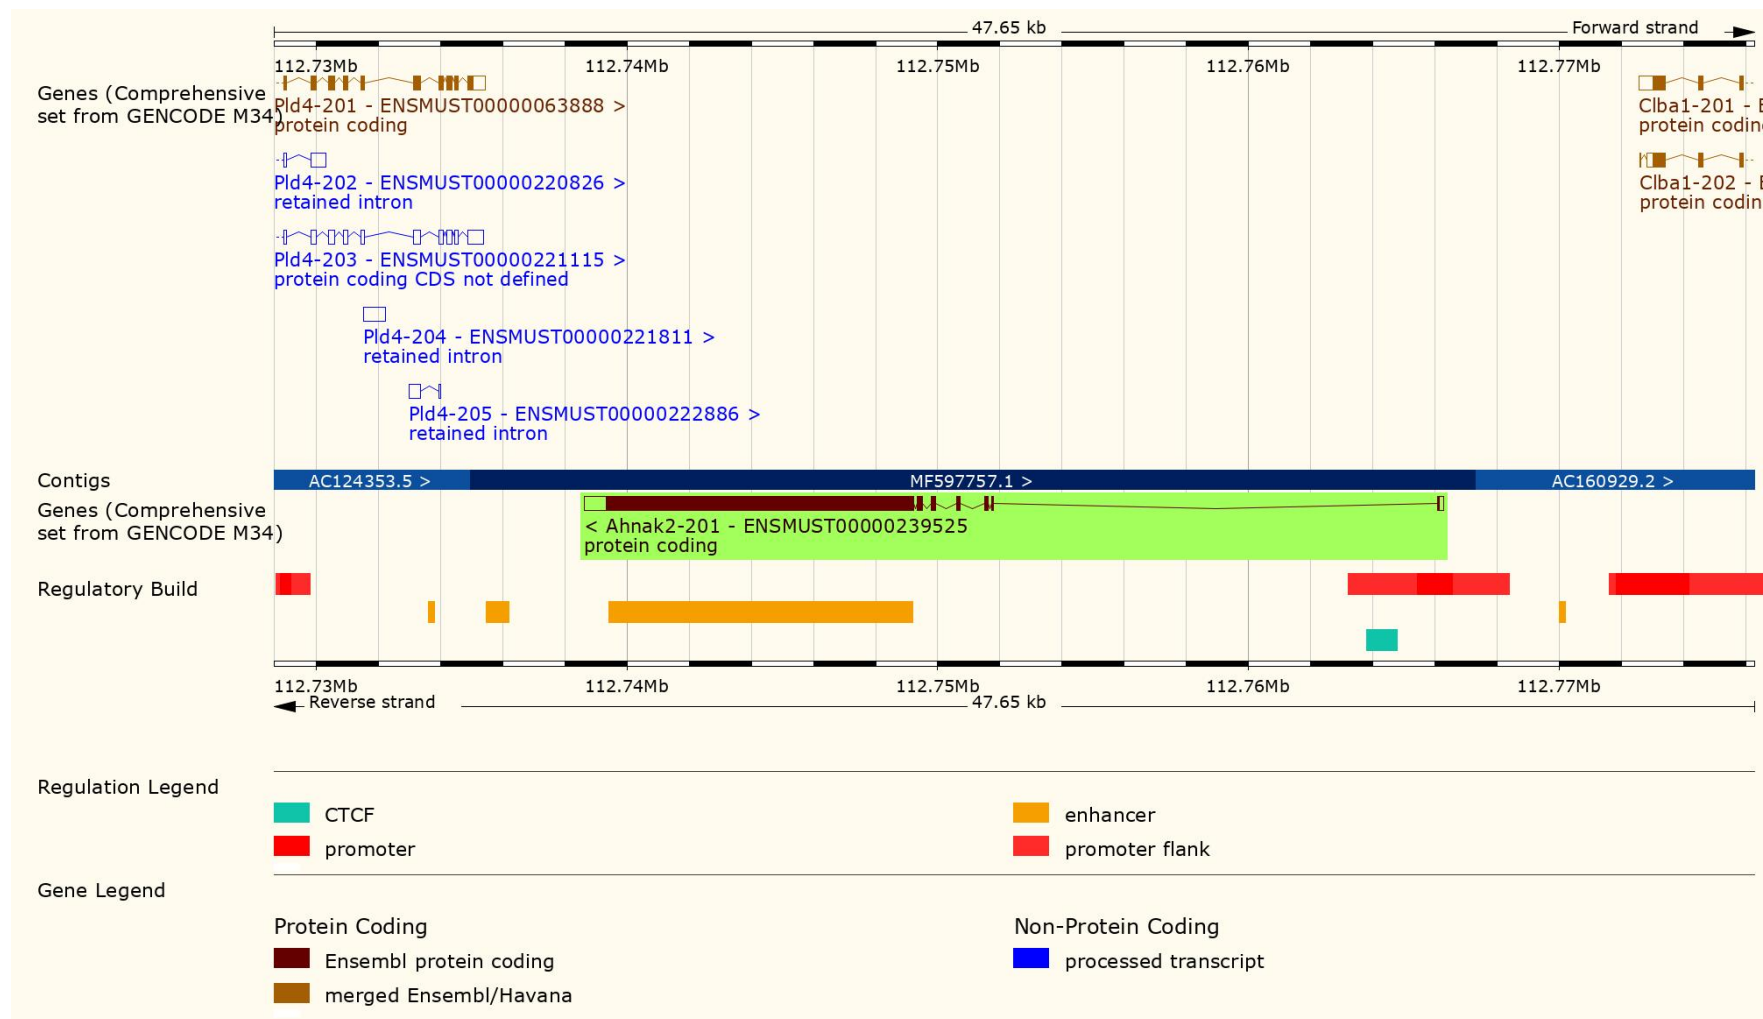 47.65 kb Forward strand
112.73Mb 112.74Mb 112.75Mb 112.76Mb 112.77Mb
Genes (Comprehensive
set from GENCODE M34)
Pld4-201 - ENSMUST00000063888 >
protein coding
Clba1-201 - E
protein codin
Pld4-202 - ENSMUST00000220826 >
retained intron
Clba1-202 - E
protein codin
Pld4-203 - ENSMUST00000221115 >
protein coding CDS not defined
Pld4-204 - ENSMUST00000221811 >
retained intron
Pld4-205 - ENSMUST00000222886 >
retained intron
Contigs AC124353.5 > MF597757.1 > AC160929.2 >
Genes (Comprehensive
set from GENCODE M34)
< Ahnak2-201 - ENSMUST00000239525
protein coding
Regulatory Build
112.73Mb 112.74Mb 112.75Mb 112.76Mb 112.77Mb
Reverse strand 47.65 kb
Regulation Legend
CTCF enhancer
promoter promoter flank
Gene Legend
Protein Coding Non-Protein Coding
Ensembl protein coding processed transcript
merged Ensembl/Havana